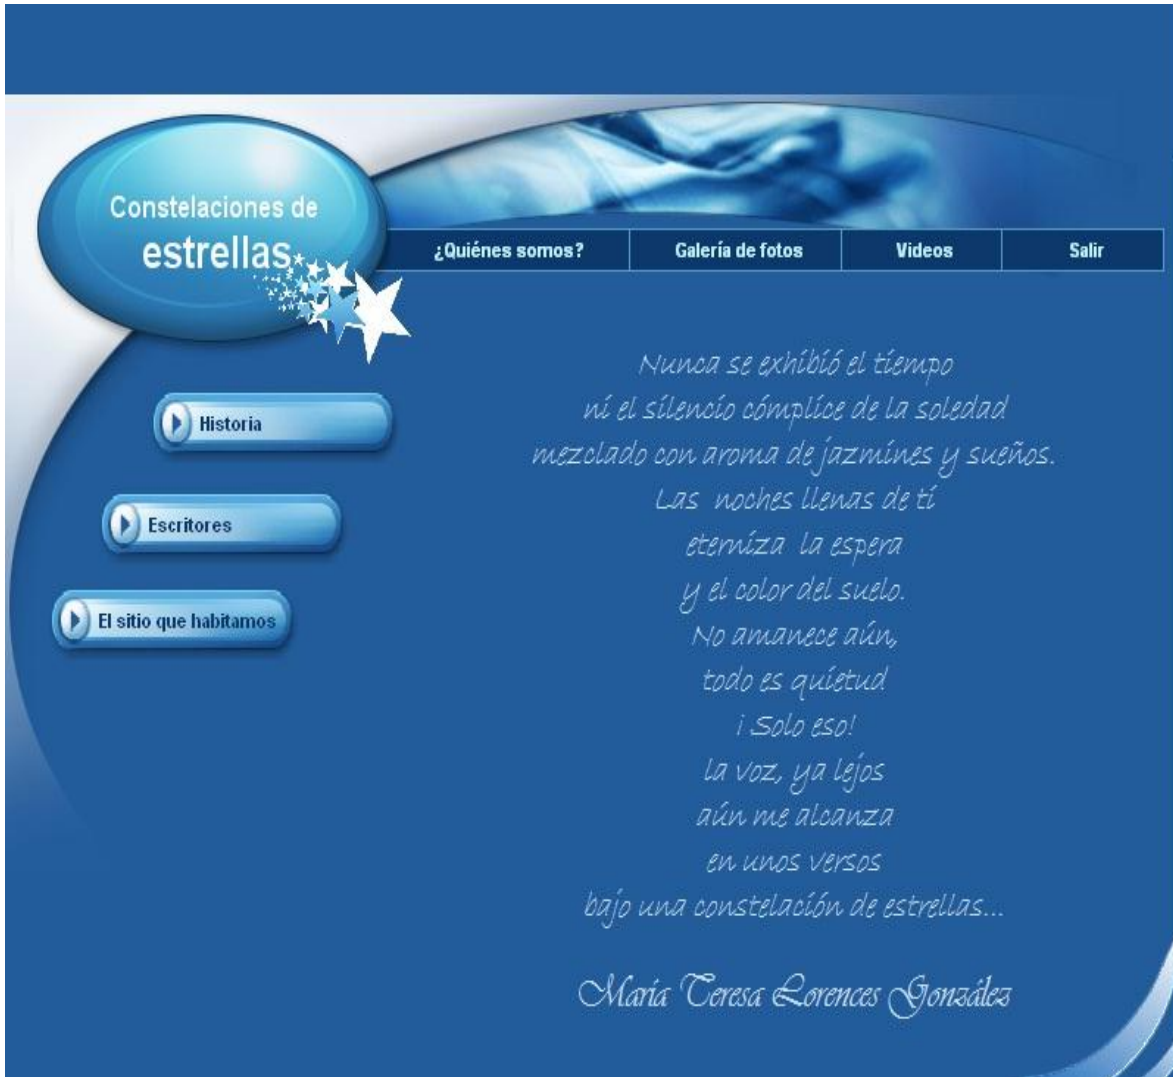 Constelaciones de
estrellas
¿Quiénes somos?
Galería de fotos
Videos
Salir
Historia
Escritores
El sitio que habitamos
Nunca se exhibió el tiempo
ni el silencio cómplice de la soledad
mezclado con aroma de jazmines y sueños.
Las noches llenas de tí
eterniza la espera
y el color del suelo.
No amanece aún,
todo es quietud
¡ Solo eso!
la voz, ya lejos
aún me alcanza
en unos versos
bajo una constelación de estrellas...
María Teresa Lorences González